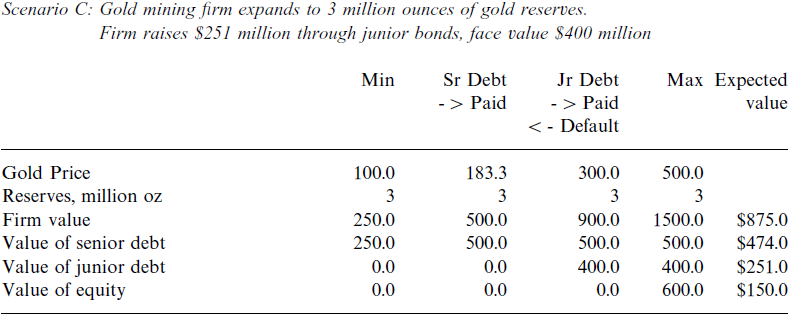 Scenario C: Gold mining firm expands to 3 million ounces of gold reserves.
Firm raises $251 million through junior bonds, face value $400 million
Min Sr Debt Jr Debt Max Expected
- > Paid - > Paid value
< - Default
Gold Price 100.0 183.3 300.0 500.0
Reserves, million oz 3 3 3 3
Firm value 250.0 500.0 900.0 1500.0 $875.0
Value of senior debt 250.0 500.0 500.0 500.0 $474.0
Value of junior debt 0.0 0.0 400.0 400.0 $251.0
Value of equity 0.0 0.0 0.0 600.0 $150.0